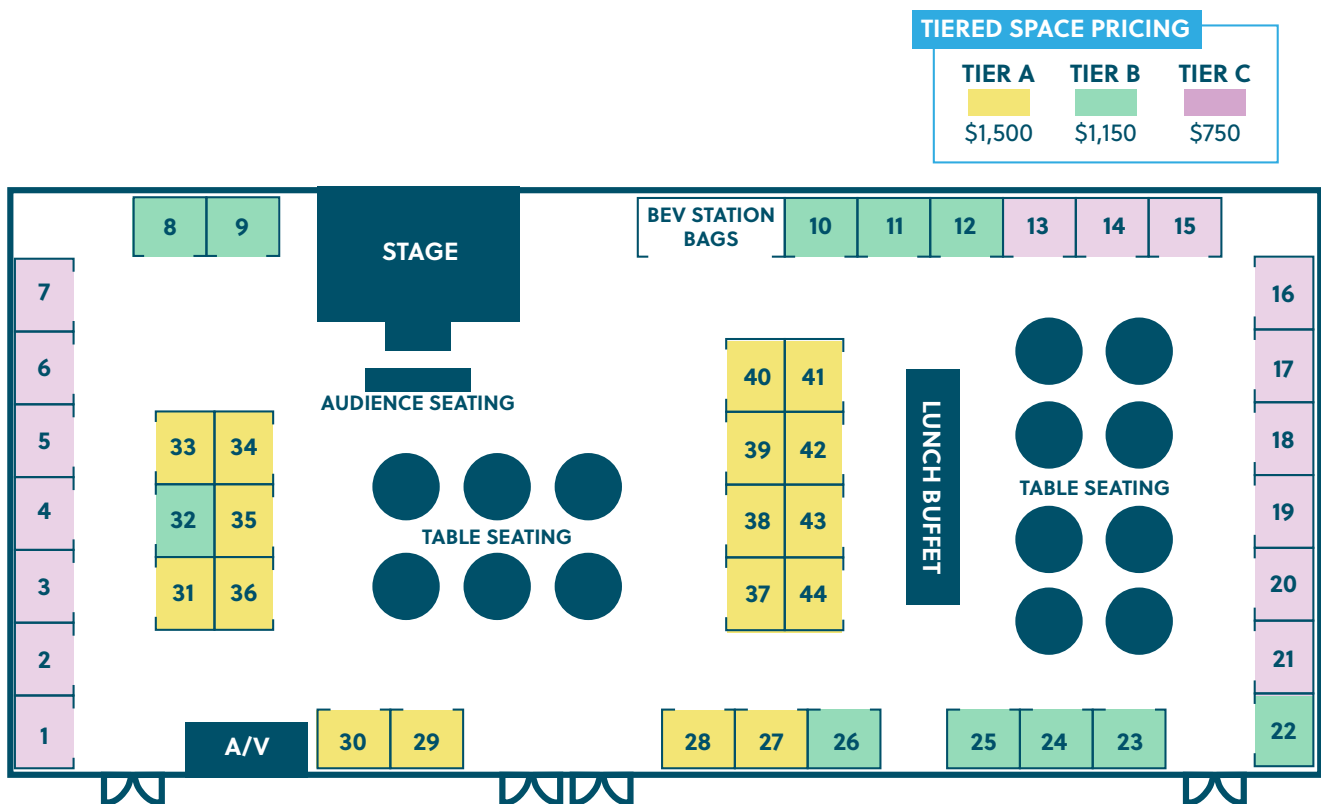 TIERED SPACE PRICING
TIER A TIER B TIER C
$1,500 $1,150 $750
8 9
STAGE
BEV STATION
BAGS
10 11 12 13 14 15
7
6
5
4
3
2
1
AUDIENCE SEATING
33 34
32 35
31 36
TABLE SEATING
40 41
39 42
38 43
37 44
LUNCH BUFFET
TABLE SEATING
16
17
18
19
20
21
22
A/V
30 29
28 27 26
25 24 23